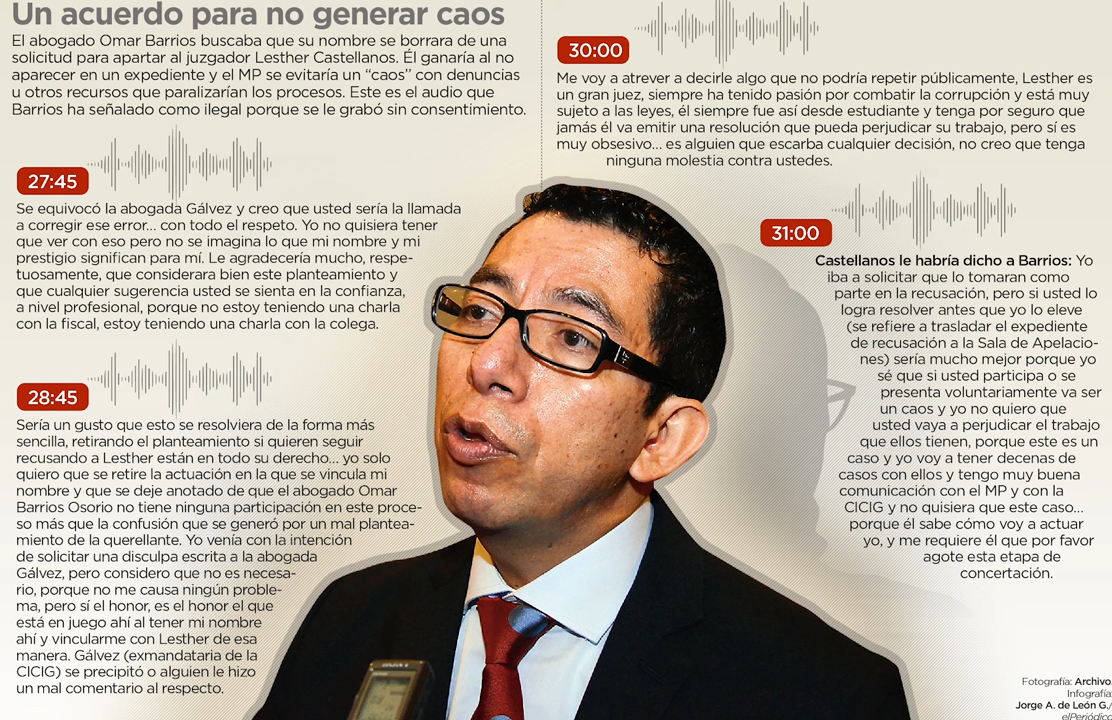 Un acuerdo para no generar caos
El abogado Omar Barrios buscaba que su nombre se borrara de una
solicitud para apartar al juzgador Lesther Castellanos. Él ganaría al no
aparecer en un expediente y el MP se evitaría un “caos” con denuncias
u otros recursos que paralizarían los procesos. Este es el audio que
Barrios ha señalado como ilegal porque se le grabó sin consentimiento.
27:45
Se equivocó la abogada Gálvez y creo que usted sería la llamada
a corregir ese error... con todo el respeto. Yo no quisiera tener
que ver con eso pero no se imagina lo que mi nombre y mi
prestigio significan para mí. Le agradecería mucho, respe-
tuosamente, que considerara bien este planteamiento y
que cualquier sugerencia usted se sienta en la confianza,
a nivel profesional, porque no estoy teniendo una charla
con la fiscal, estoy teniendo una charla con la colega.
28:45
Sería un gusto que esto se resolviera de la forma más
sencilla, retirando el planteamiento si quieren seguir
recusando a Lesther están en todo su derecho... yo solo
quiero que se retire la actuación en la que se vincula mi
nombre y que se deje anotado de que el abogado Omar
Barrios Osorio no tiene ninguna participación en este proce-
so más que la confusión que se generó por un mal plantea-
miento de la querellante. Yo venía con la intención
de solicitar una disculpa escrita a la abogada
Gálvez, pero considero que no es necesa-
rio, porque no me causa ningún proble-
ma, pero sí el honor, es el honor el que
está en juego ahí al tener mi nombre
ahí y vincularme con Lesther de esa
manera. Gálvez (exmandataria de la
CICIG) se precipitó o alguien le hizo
un mal comentario al respecto.
30:00
Me voy a atrever a decirle algo que no podría repetir públicamente, Lesther es
un gran juez, siempre ha tenido pasión por combatir la corrupción y está muy
sujeto a las leyes, él siempre fue así desde estudiante y tenga por seguro que
jamás él va emitir una resolución que pueda perjudicar su trabajo, pero sí es
muy obsesivo... es alguien que escarba cualquier decisión, no creo que tenga
ninguna molestia contra ustedes.
31:00
Castellanos le habría dicho a Barrios: Yo
iba a solicitar que lo tomaran como
parte en la recusación, pero si usted lo
logra resolver antes que yo lo eleve
(se refiere a trasladar el expediente
de recusación a la Sala de Apelacio-
nes) sería mucho mejor porque yo
sé que si usted participa o se
presenta voluntariamente va ser
un caos y yo no quiero que
usted vaya a perjudicar el trabajo
que ellos tienen, porque este es un
caso y yo voy a tener decenas de
casos con ellos y tengo muy buena
comunicación con el MP y con la
CICIG y no quisiera que este caso...
porque él sabe cómo voy a actuar
yo, y me requiere él que por favor
agote esta etapa de
concertación.
Fotografía: Archivo.
Infografía:
Jorge A. de León G./
elPeriódico